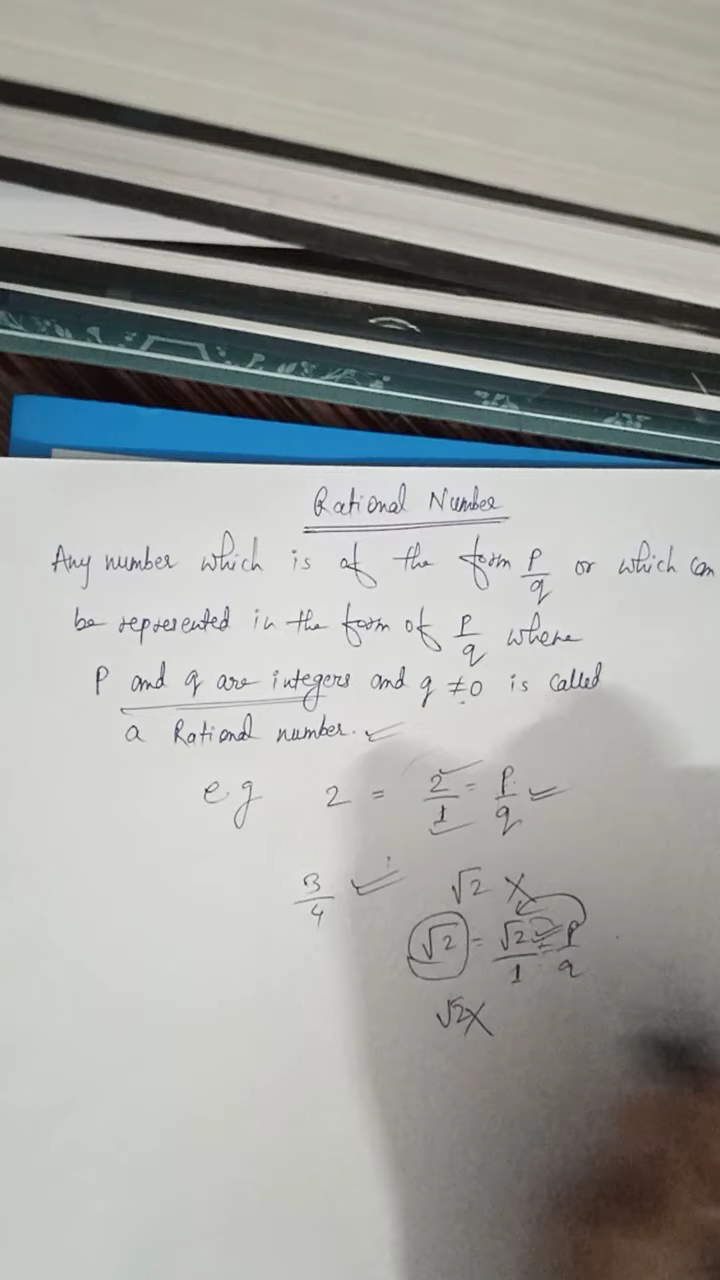 Rational Number
Any number which is of the form P/q or which can
be represented in the form of P/q where
P and q are integers and q ≠ 0 is called
a Rational number. ✓
eg 2 = 2/1 = P/q ✓
3/4 ✓ √2 X
√2 = √2/1 = P/q
√2 X